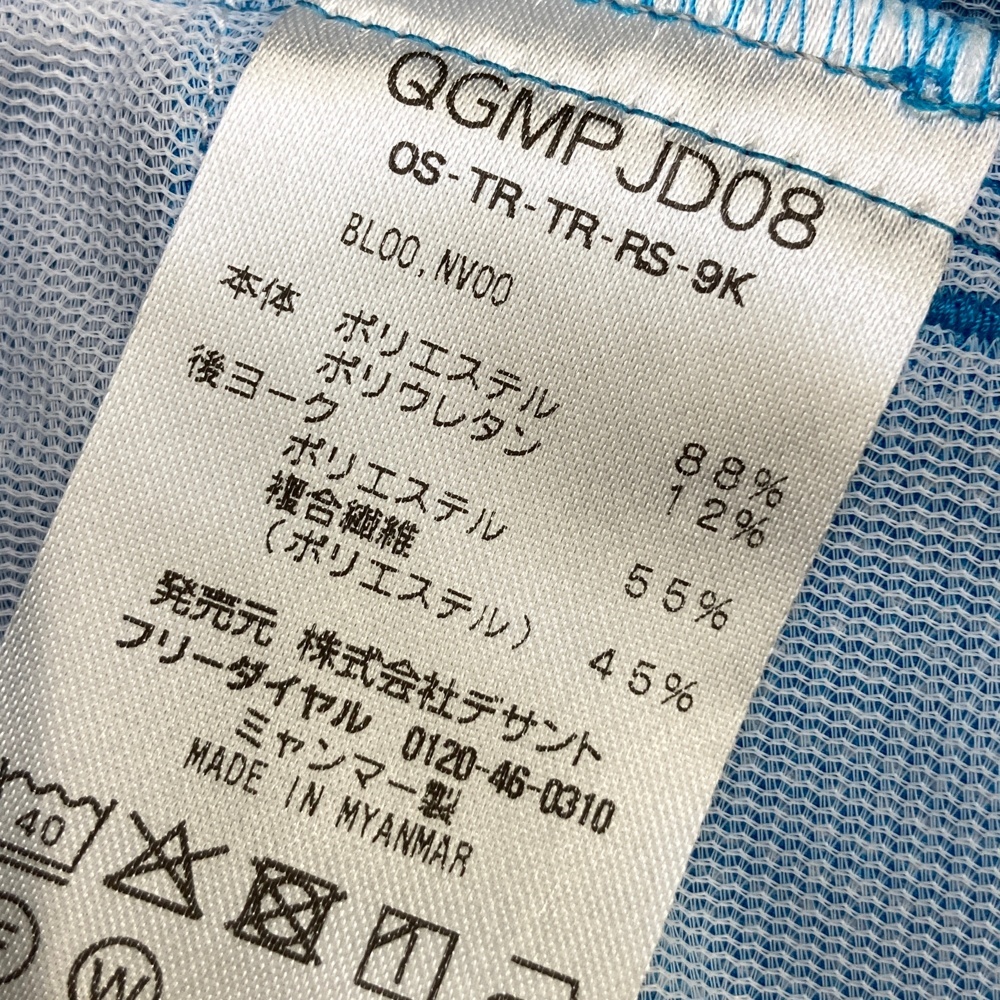 QGMPJD08
OS-TR-TR-RS-9K
BL00,NV00
本体 ポリエステル 88%
ポリウレタン 12%
後ヨーク
ポリエステル 55%
複合繊維
(ポリエステル) 45%
発売元 株式会社デサント
フリーダイヤル 0120-46-0310
ミャンマー製
MADE IN MYANMAR
40
W